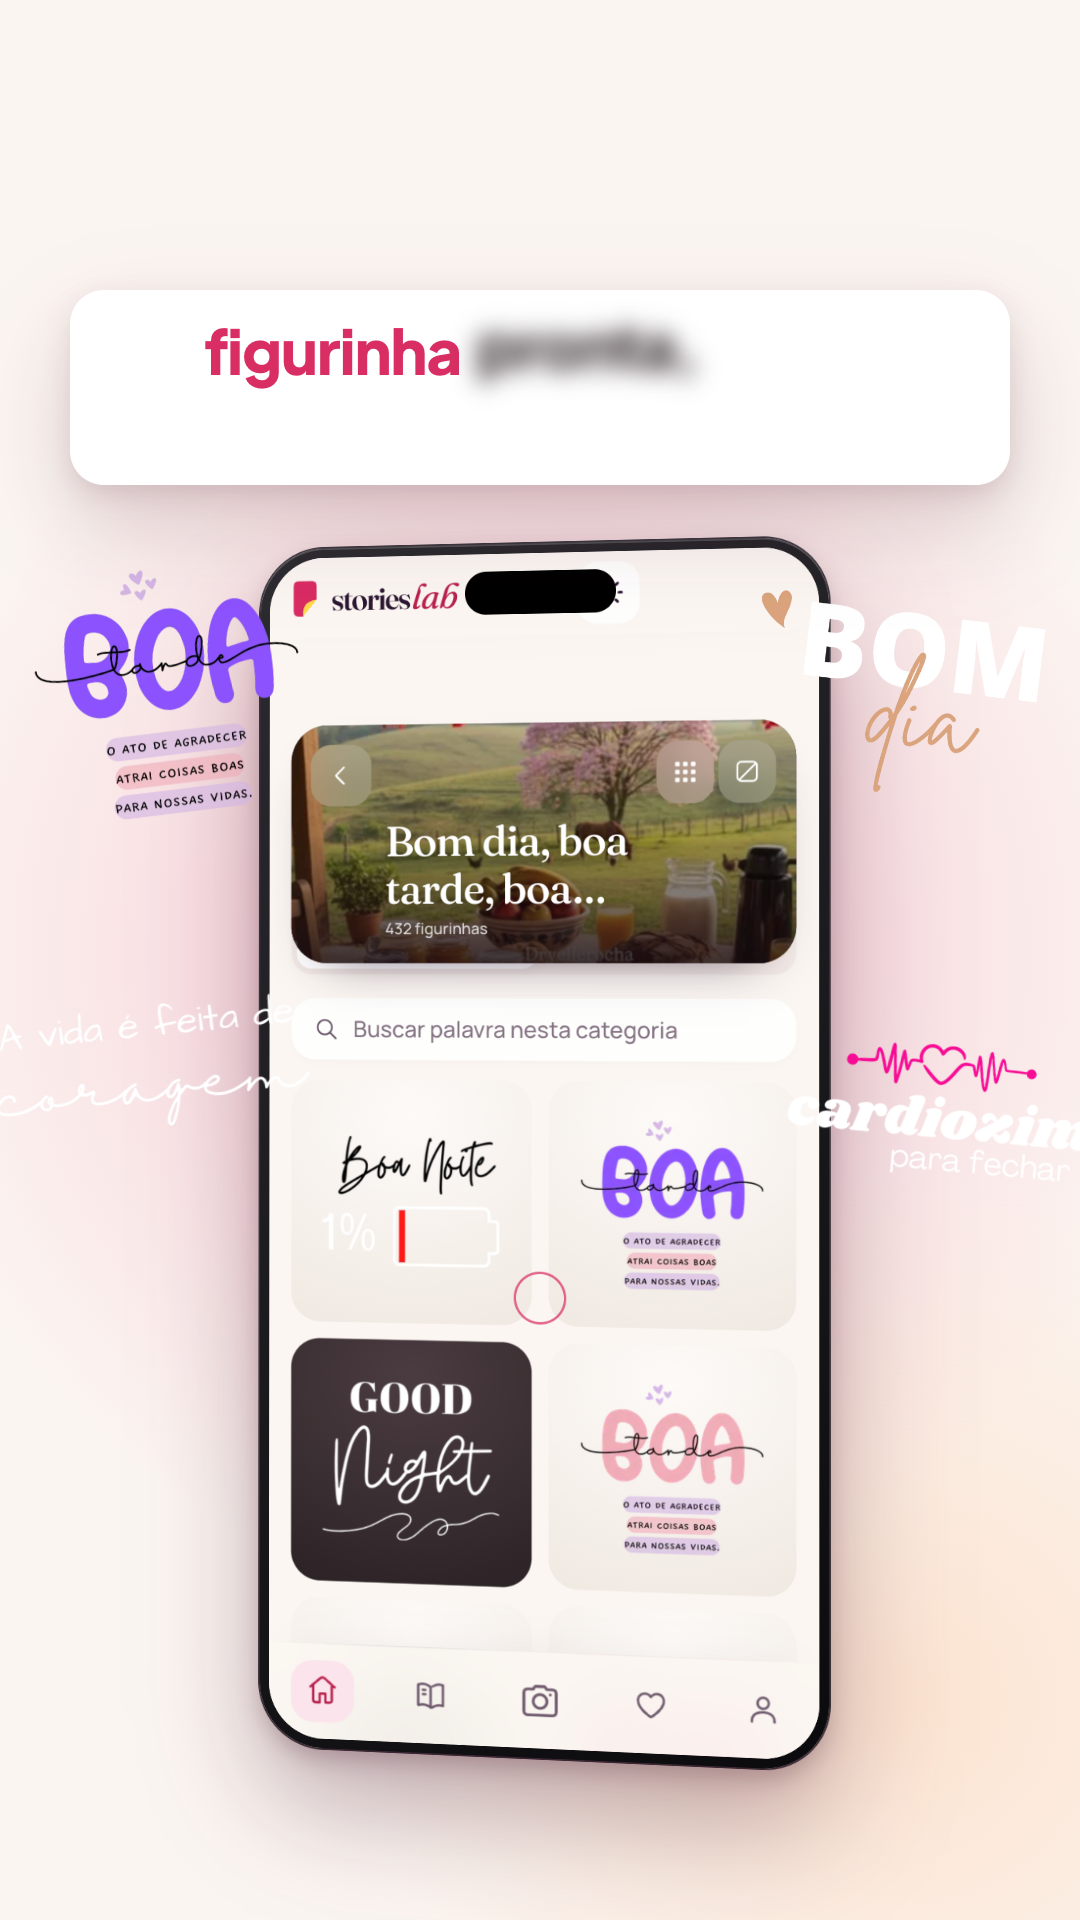 figurinha pronta.
storieslab
BOA
tarde
O ATO DE AGRADECER
ATRAI COISAS BOAS
PARA NOSSAS VIDAS.
BOM
dia
Bom dia, boa
tarde, boa...
432 figurinhas
A vida é feita de
coragem
Buscar palavra nesta categoria
cardiozim
para fechar
Boa Noite
1%
BOA
tarde
O ATO DE AGRADECER
ATRAI COISAS BOAS
PARA NOSSAS VIDAS.
GOOD
Night
BOA
tarde
O ATO DE AGRADECER
ATRAI COISAS BOAS
PARA NOSSAS VIDAS.